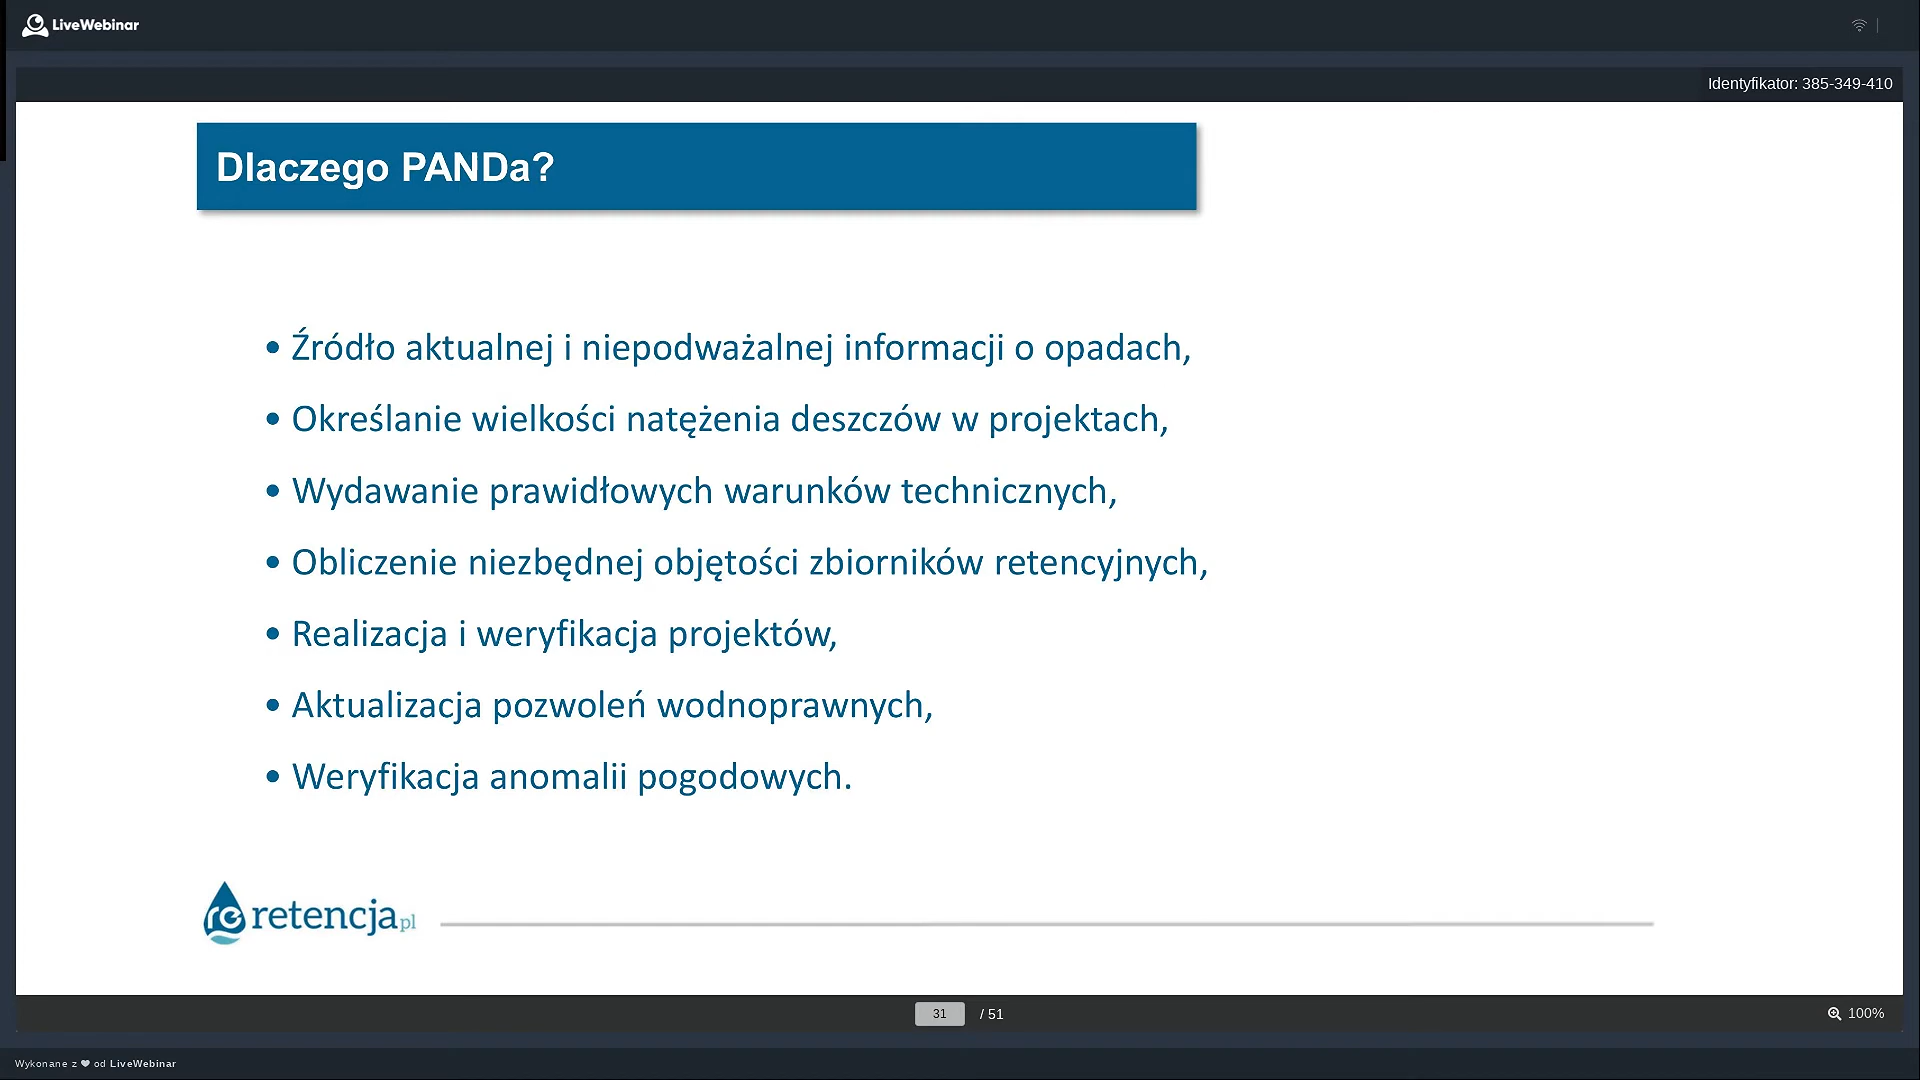 LiveWebinar
Identyfikator: 385-349-410
Dlaczego PANDa?
• Źródło aktualnej i niepodważalnej informacji o opadach,
• Określanie wielkości natężenia deszczów w projektach,
• Wydawanie prawidłowych warunków technicznych,
• Obliczenie niezbędnej objętości zbiorników retencyjnych,
• Realizacja i weryfikacja projektów,
• Aktualizacja pozwoleń wodnoprawnych,
• Weryfikacja anomalii pogodowych.
re retencja.pl
31 / 51
100%
Wykonane z ❤ od LiveWebinar